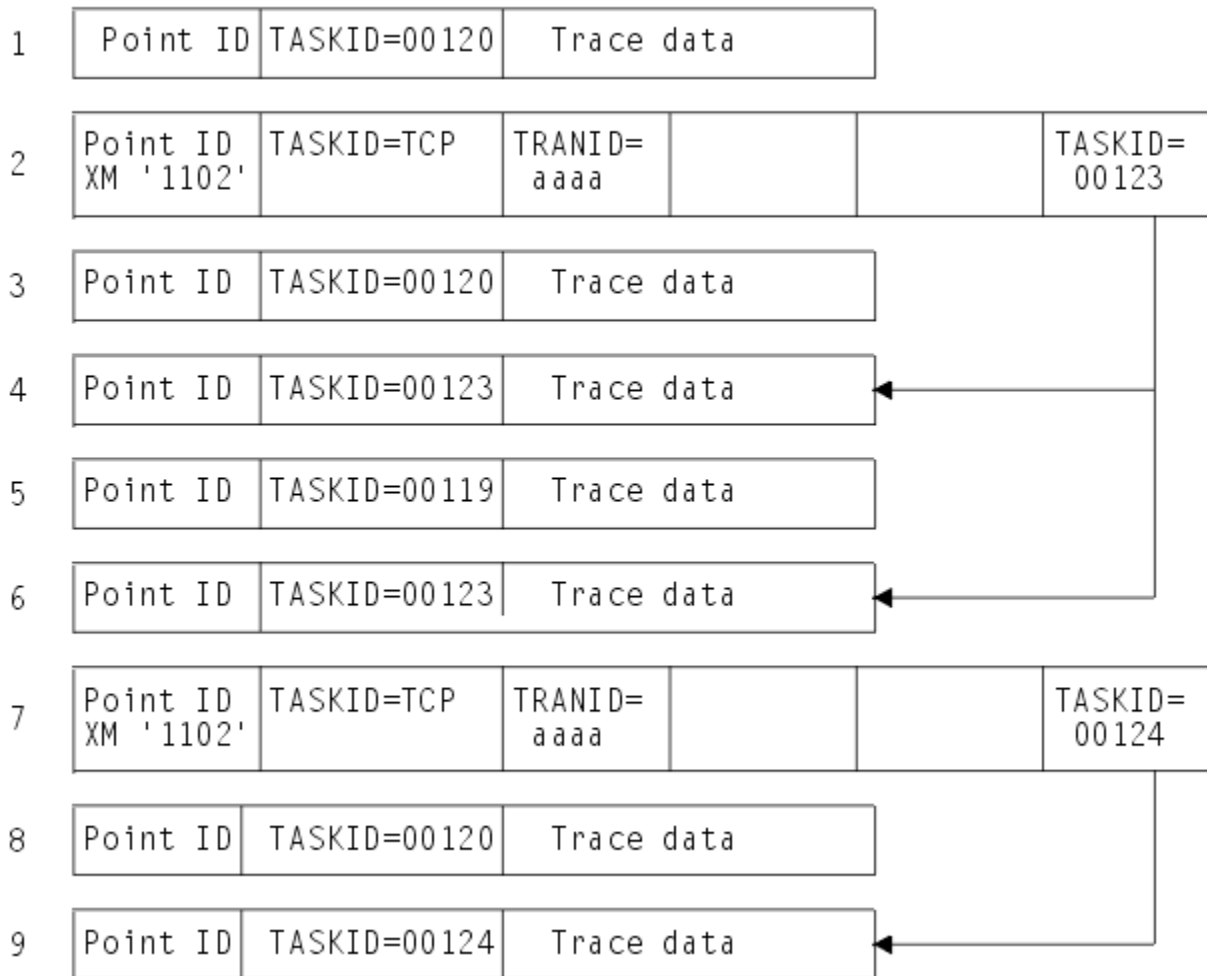 1 Point ID TASKID=00120 Trace data
2 Point ID TASKID=TCP TRANID= TASKID=
XM '1102' aaaa 00123
3 Point ID TASKID=00120 Trace data
4 Point ID TASKID=00123 Trace data
5 Point ID TASKID=00119 Trace data
6 Point ID TASKID=00123 Trace data
7 Point ID TASKID=TCP TRANID= TASKID=
XM '1102' aaaa 00124
8 Point ID TASKID=00120 Trace data
9 Point ID TASKID=00124 Trace data